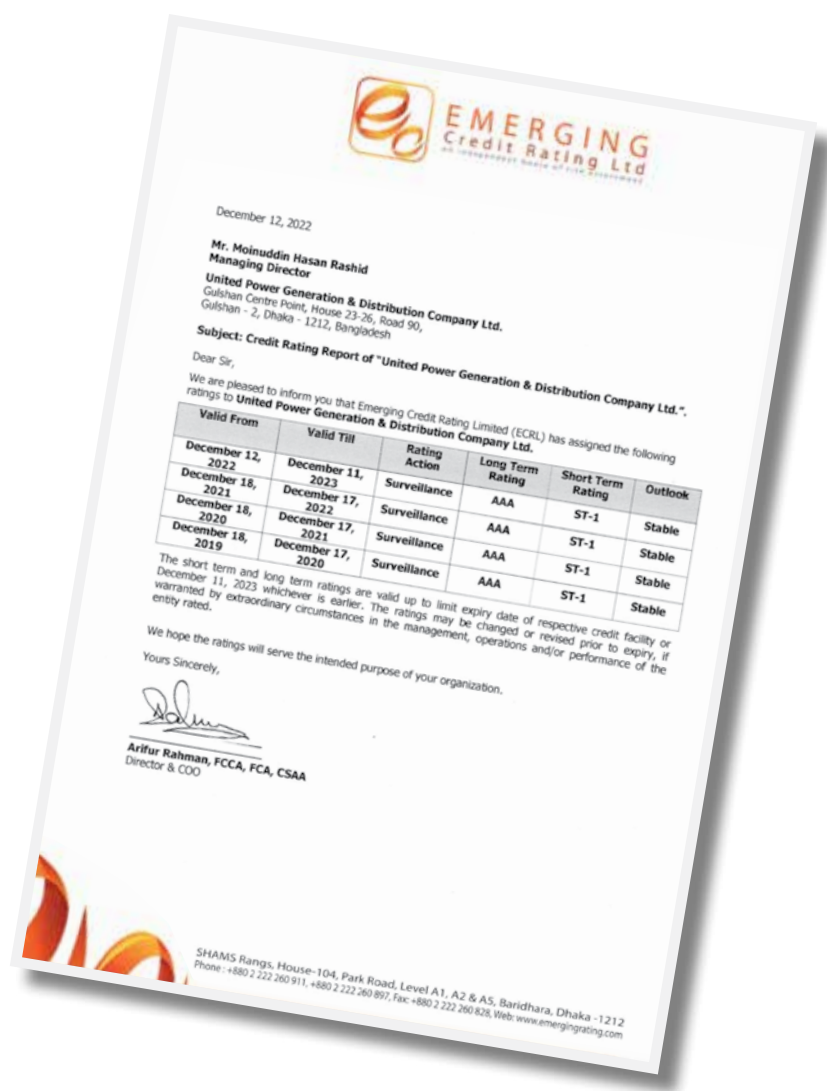 EMERGING
Credit Rating Ltd
an independent house of risk assessment
December 12, 2022
Mr. Moinuddin Hasan Rashid
Managing Director
United Power Generation & Distribution Company Ltd.
Gulshan Centre Point, House 23-26, Road 90,
Gulshan - 2, Dhaka - 1212, Bangladesh
Subject: Credit Rating Report of "United Power Generation & Distribution Company Ltd.".
Dear Sir,
We are pleased to inform you that Emerging Credit Rating Limited (ECRL) has assigned the following
ratings to United Power Generation & Distribution Company Ltd.
Valid From Valid Till Rating Action Long Term Rating Short Term Rating Outlook
December 12, 2022 December 11, 2023 Surveillance AAA ST-1 Stable
December 18, 2021 December 17, 2022 Surveillance AAA ST-1 Stable
December 18, 2020 December 17, 2021 Surveillance AAA ST-1 Stable
December 18, 2019 December 17, 2020 Surveillance AAA ST-1 Stable
The short term and long term ratings are valid up to limit expiry date of respective credit facility or
December 11, 2023 whichever is earlier. The ratings may be changed or revised prior to expiry, if
warranted by extraordinary circumstances in the management, operations and/or performance of the
entity rated.
We hope the ratings will serve the intended purpose of your organization.
Yours Sincerely,
Arifur Rahman, FCCA, FCA, CSAA
Director & COO
SHAMS Rangs, House-104, Park Road, Level A1, A2 & A5, Baridhara, Dhaka -1212
Phone : +880 2 222 260 911, +880 2 222 260 897, Fax: +880 2 222 260 828, Web: www.emergingrating.com